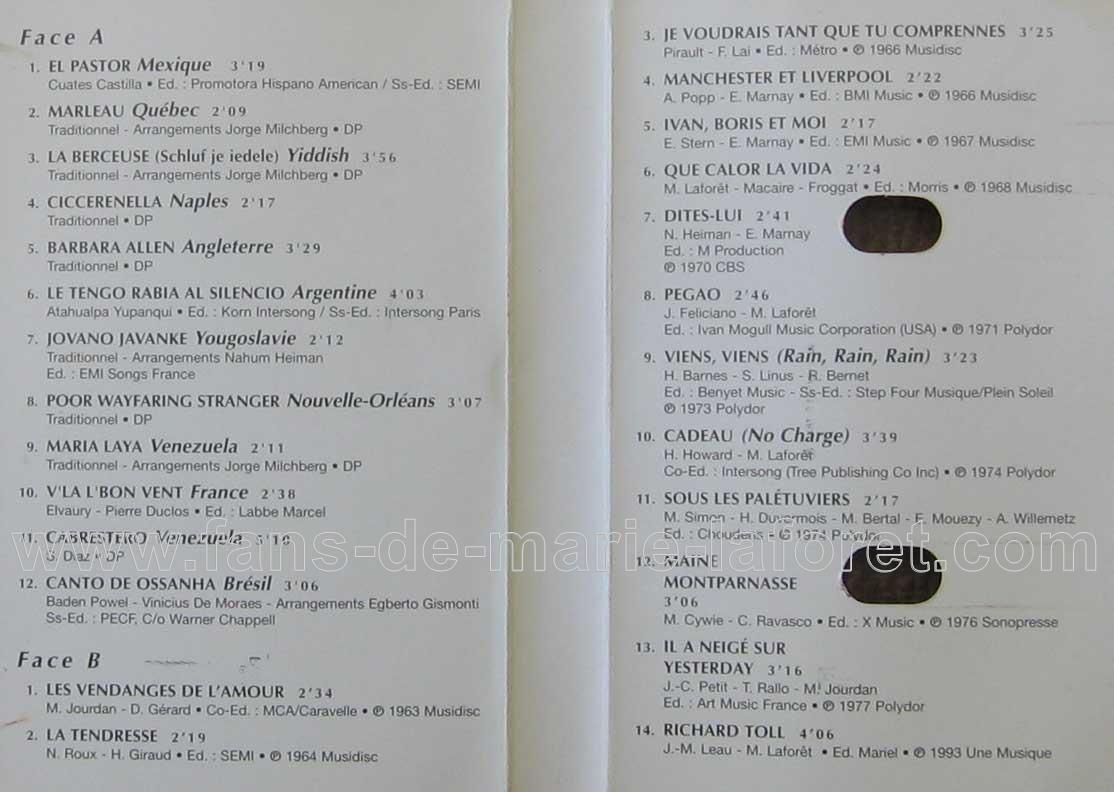 Face A
1. EL PASTOR Mexique 3'19
Cuates Castilla • Ed. : Promotora Hispano American / Ss-Ed. : SEMI
2. MARLEAU Québec 2'09
Traditionnel - Arrangements Jorge Milchberg • DP
3. LA BERCEUSE (Schluf je iedele) Yiddish 3'56
Traditionnel - Arrangements Jorge Milchberg • DP
4. CICCERENELLA Naples 2'17
Traditionnel • DP
5. BARBARA ALLEN Angleterre 3'29
Traditionnel • DP
6. LE TENGO RABIA AL SILENCIO Argentine 4'03
Atahualpa Yupanqui • Ed. : Korn Intersong / Ss-Ed. : Intersong Paris
7. JOVANO JAVANKE Yougoslavie 2'12
Traditionnel - Arrangements Nahum Heiman
Ed. : EMI Songs France
8. POOR WAYFARING STRANGER Nouvelle-Orléans 3'07
Traditionnel • DP
9. MARIA LAYA Venezuela 2'11
Traditionnel - Arrangements Jorge Milchberg • DP
10. V'LA L'BON VENT France 2'38
Elvaury - Pierre Duclos • Ed. : Labbe Marcel
11. CABRESTERO Venezuela 3'10
S. Diaz • DP
12. CANTO DE OSSANHA Brésil 3'06
Baden Powel - Vinicius De Moraes - Arrangements Egberto Gismonti
Ss-Ed. : PECF, C/o Warner Chappell
Face B
1. LES VENDANGES DE L'AMOUR 2'34
M. Jourdan - D. Gérard • Co-Ed. : MCA/Caravelle • ℗ 1963 Musidisc
2. LA TENDRESSE 2'19
N. Roux - H. Giraud • Ed. : SEMI • ℗ 1964 Musidisc
3. JE VOUDRAIS TANT QUE TU COMPRENNES 3'25
Pirault - F. Lai • Ed. : Métro • ℗ 1966 Musidisc
4. MANCHESTER ET LIVERPOOL 2'22
A. Popp - E. Marnay • Ed. : BMI Music • ℗ 1966 Musidisc
5. IVAN, BORIS ET MOI 2'17
E. Stern - E. Marnay • Ed. : EMI Music • ℗ 1967 Musidisc
6. QUE CALOR LA VIDA 2'24
M. Laforêt - Macaire - Froggat • Ed. : Morris • ℗ 1968 Musidisc
7. DITES-LUI 2'41
N. Heiman - E. Marnay
Ed. : M Production
℗ 1970 CBS
8. PEGAO 2'46
J. Feliciano - M. Laforêt
Ed. : Ivan Mogull Music Corporation (USA) • ℗ 1971 Polydor
9. VIENS, VIENS (Rain, Rain, Rain) 3'23
H. Barnes - S. Linus - R. Bernet
Ed. : Benyet Music - Ss-Ed. : Step Four Musique/Plein Soleil
℗ 1973 Polydor
10. CADEAU (No Charge) 3'39
H. Howard - M. Laforêt
Co-Ed. : Intersong (Tree Publishing Co Inc) • ℗ 1974 Polydor
11. SOUS LES PALÉTUVIERS 2'17
M. Simon - H. Duvermois - M. Bertal - F. Mouezy - A. Willemetz
Ed. : Choudens • ℗ 1974 Polydor
12. MAINE
MONTPARNASSE
3'06
M. Cywie - C. Ravasco • Ed. : X Music • ℗ 1976 Sonopresse
13. IL A NEIGÉ SUR
YESTERDAY 3'16
J.-C. Petit - T. Rallo - M. Jourdan
Ed. : Art Music France • ℗ 1977 Polydor
14. RICHARD TOLL 4'06
J.-M. Leau - M. Laforêt • Ed. Mariel • ℗ 1993 Une Musique
www.fans-de-marie-laforet.com